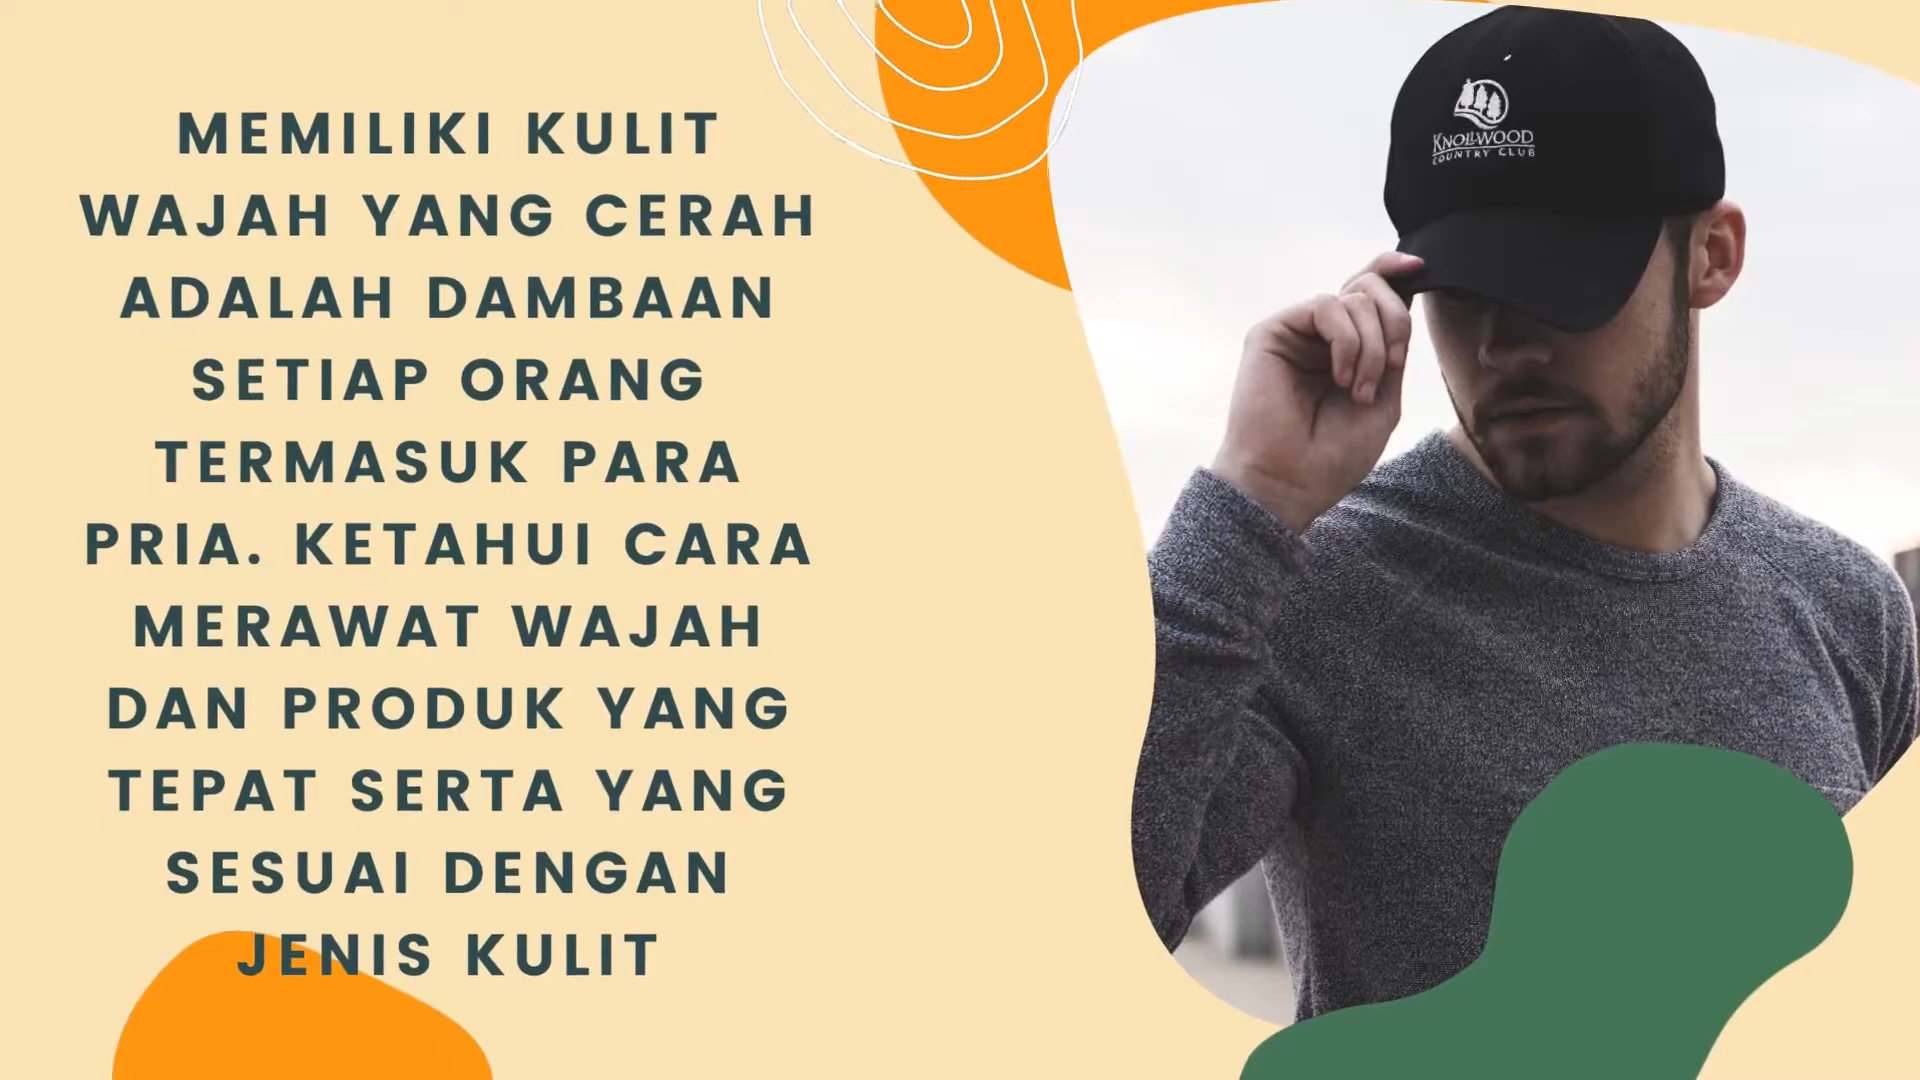 MEMILIKI KULIT
WAJAH YANG CERAH
ADALAH DAMBAAN
SETIAP ORANG
TERMASUK PARA
PRIA. KETAHUI CARA
MERAWAT WAJAH
DAN PRODUK YANG
TEPAT SERTA YANG
SESUAI DENGAN
JENIS KULIT
KNOLLWOOD
COUNTRY CLUB